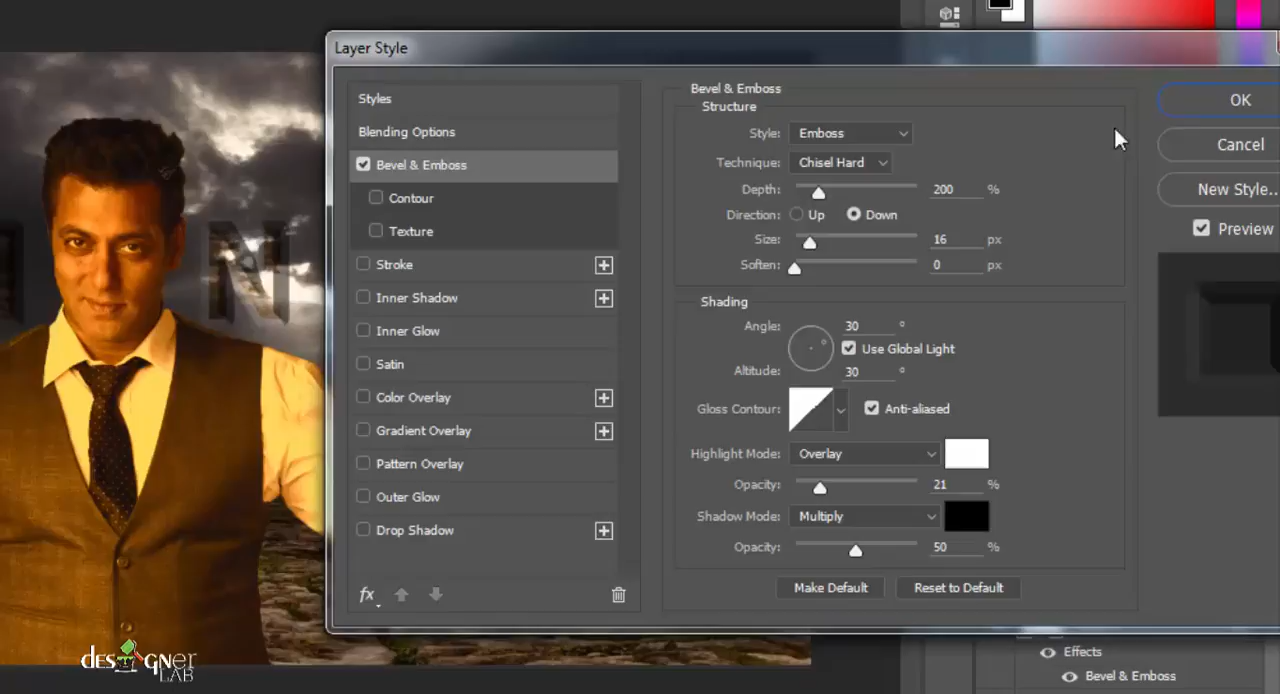 Layer Style
Styles
Blending Options
Bevel & Emboss
Contour
Texture
Stroke
Inner Shadow
Inner Glow
Satin
Color Overlay
Gradient Overlay
Pattern Overlay
Outer Glow
Drop Shadow
fx
Bevel & Emboss
Structure
Style: Emboss
Technique: Chisel Hard
Depth: 200 %
Direction: Up Down
Size: 16 px
Soften: 0 px
Shading
Angle: 30 °
Use Global Light
Altitude: 30 °
Gloss Contour: Anti-aliased
Highlight Mode: Overlay
Opacity: 21 %
Shadow Mode: Multiply
Opacity: 50 %
Make Default Reset to Default
OK
Cancel
New Style...
Preview
Effects
Bevel & Emboss
N
designer
LAB